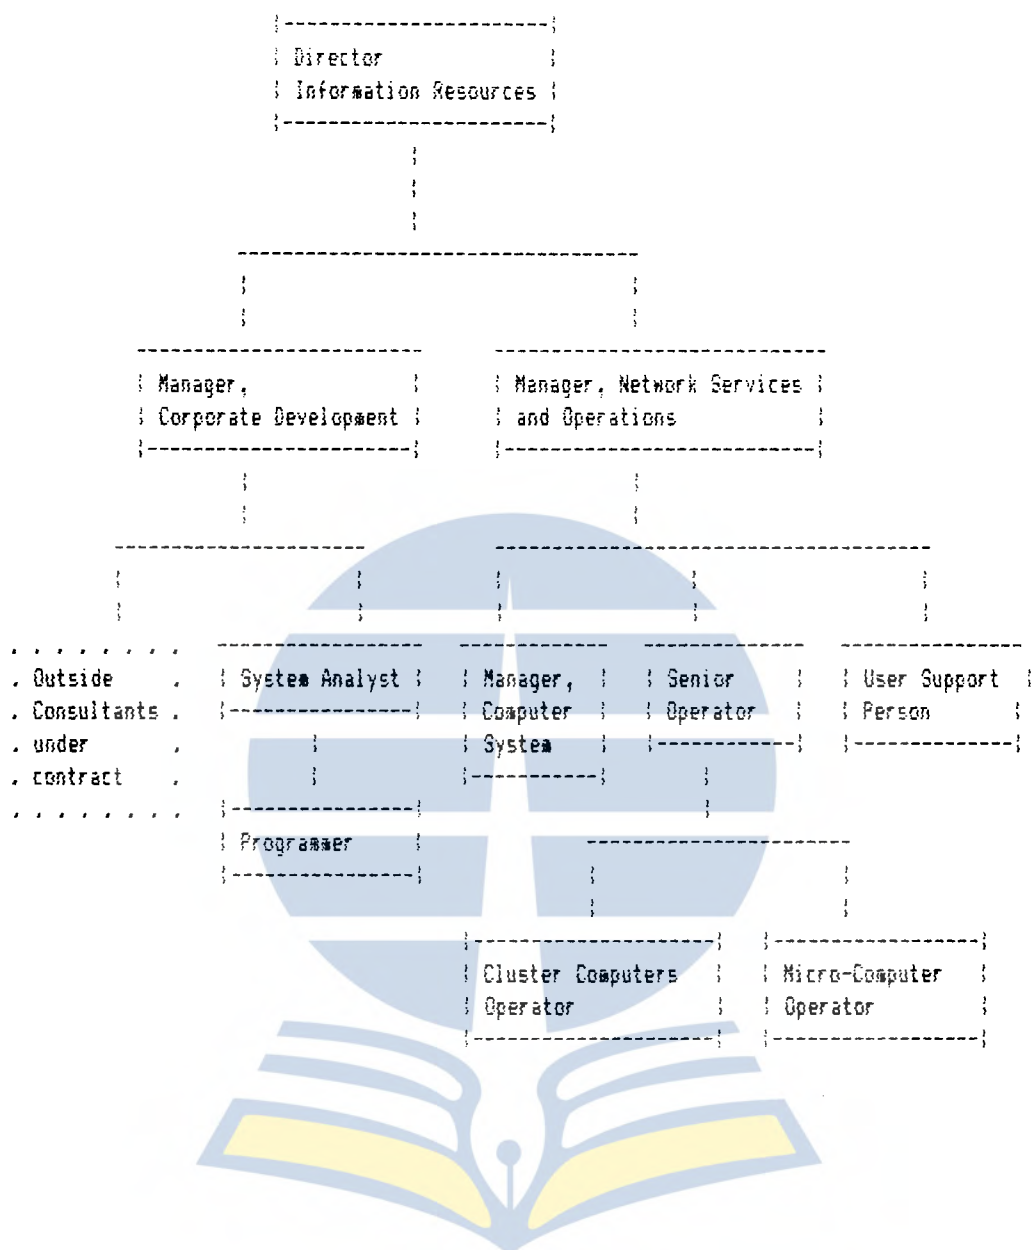 Director
Information Resources
Manager,
Corporate Development
Manager, Network Services
and Operations
Outside
Consultants
under
contract
System Analyst
Manager,
Computer
System
Senior
Operator
User Support
Person
Programmer
Cluster Computers
Operator
Micro-Computer
Operator